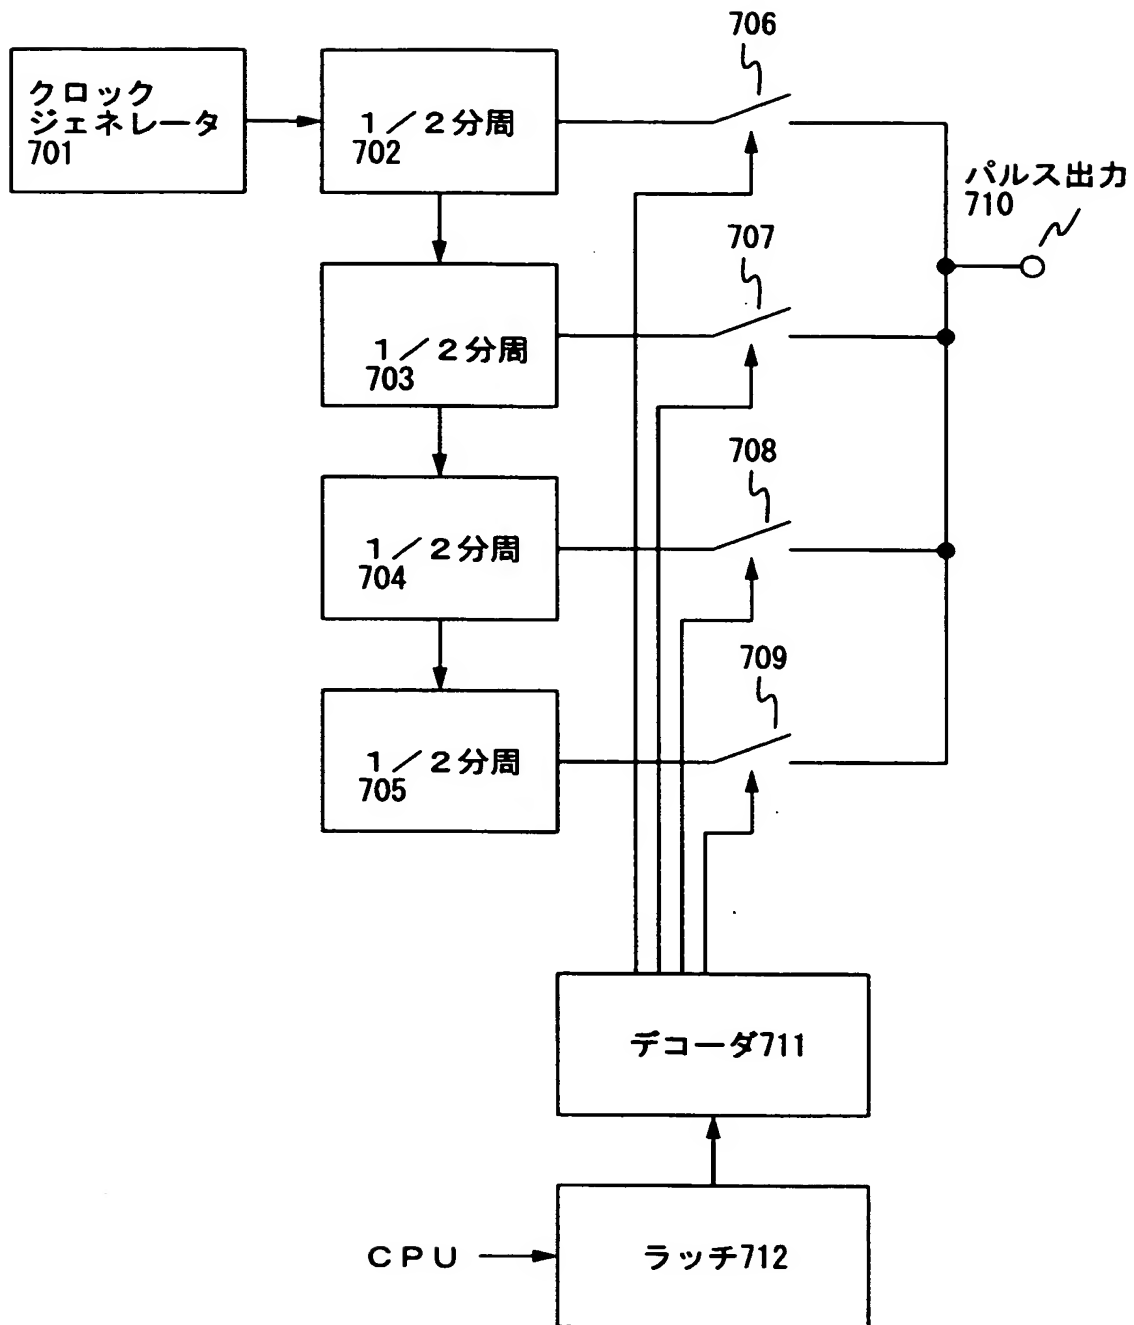 706
クロック
ジェネレータ
701
１／２分周
702
パルス出力
710
707
１／２分周
703
708
１／２分周
704
709
１／２分周
705
デコーダ711
ＣＰＵ
ラッチ712